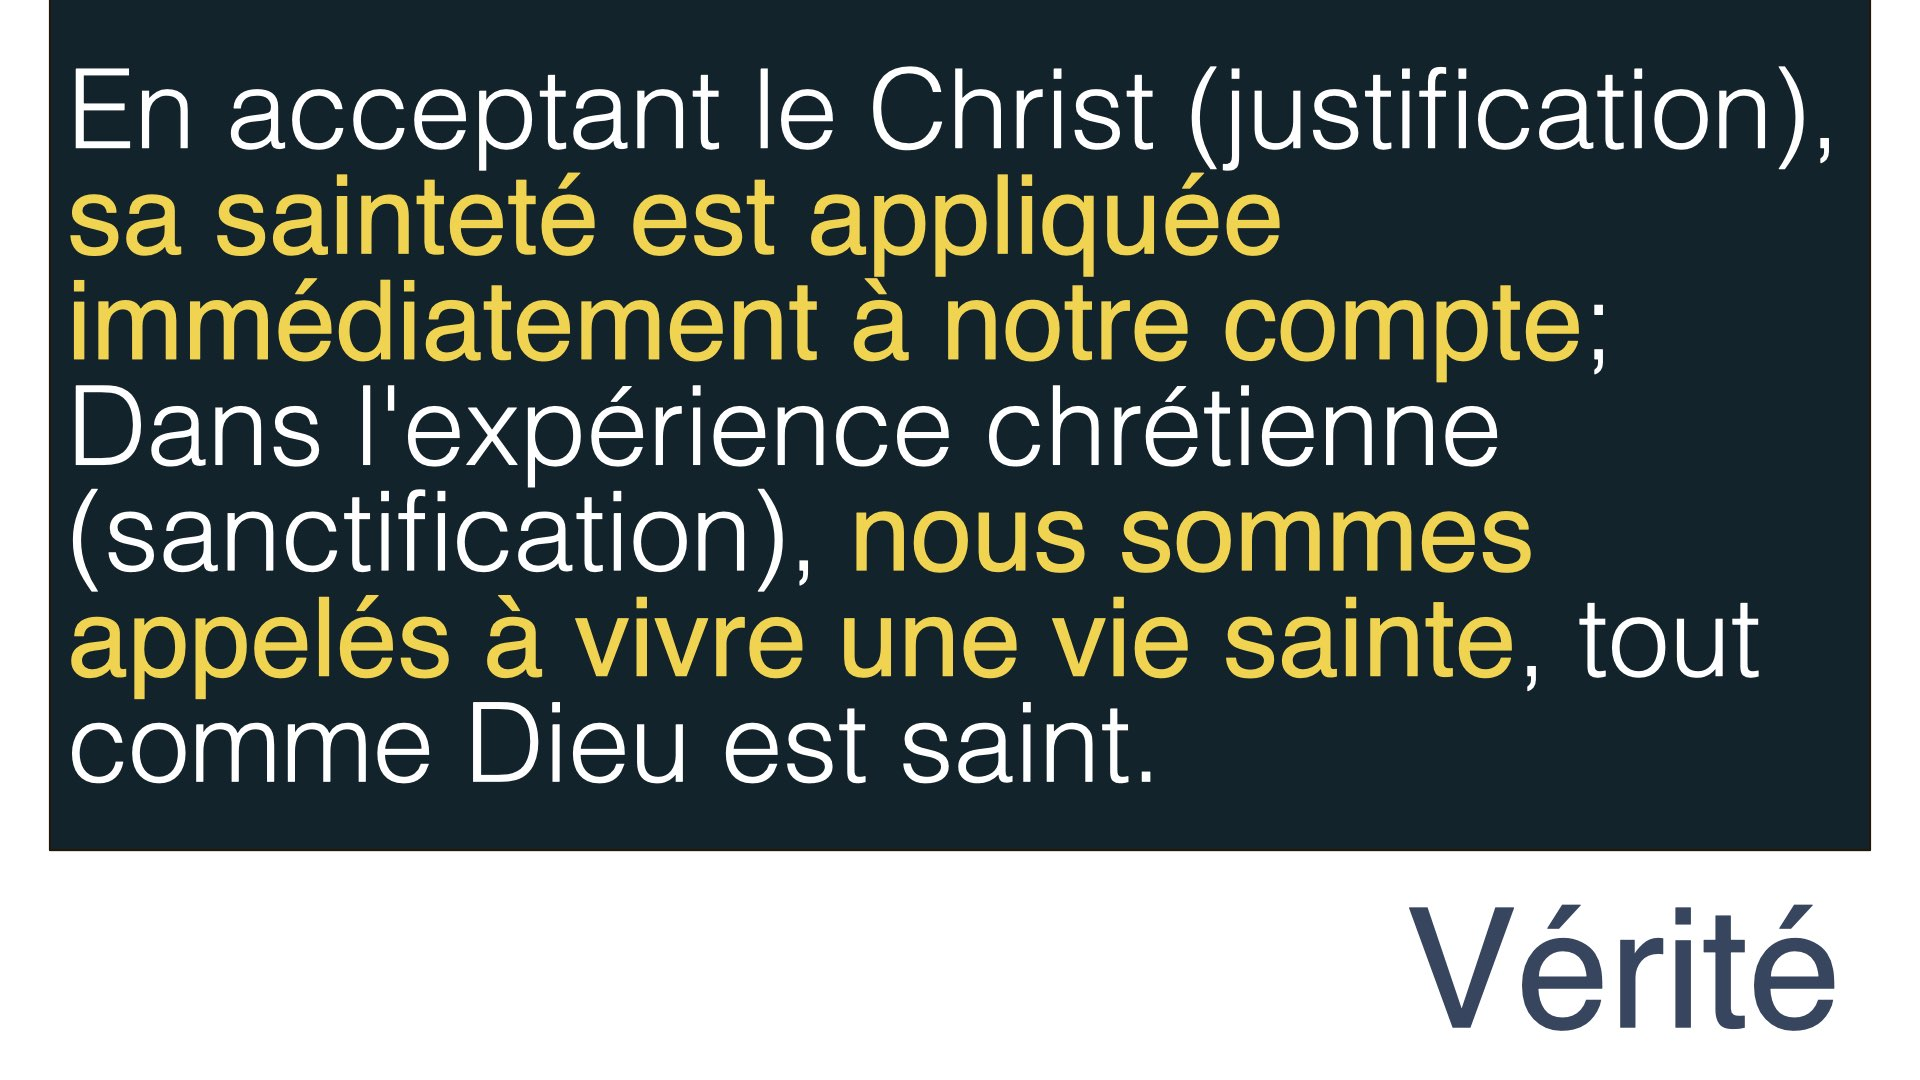 En acceptant le Christ (justification),
sa sainteté est appliquée
immédiatement à notre compte;
Dans l'expérience chrétienne
(sanctification), nous sommes
appelés à vivre une vie sainte, tout
comme Dieu est saint.
Vérité